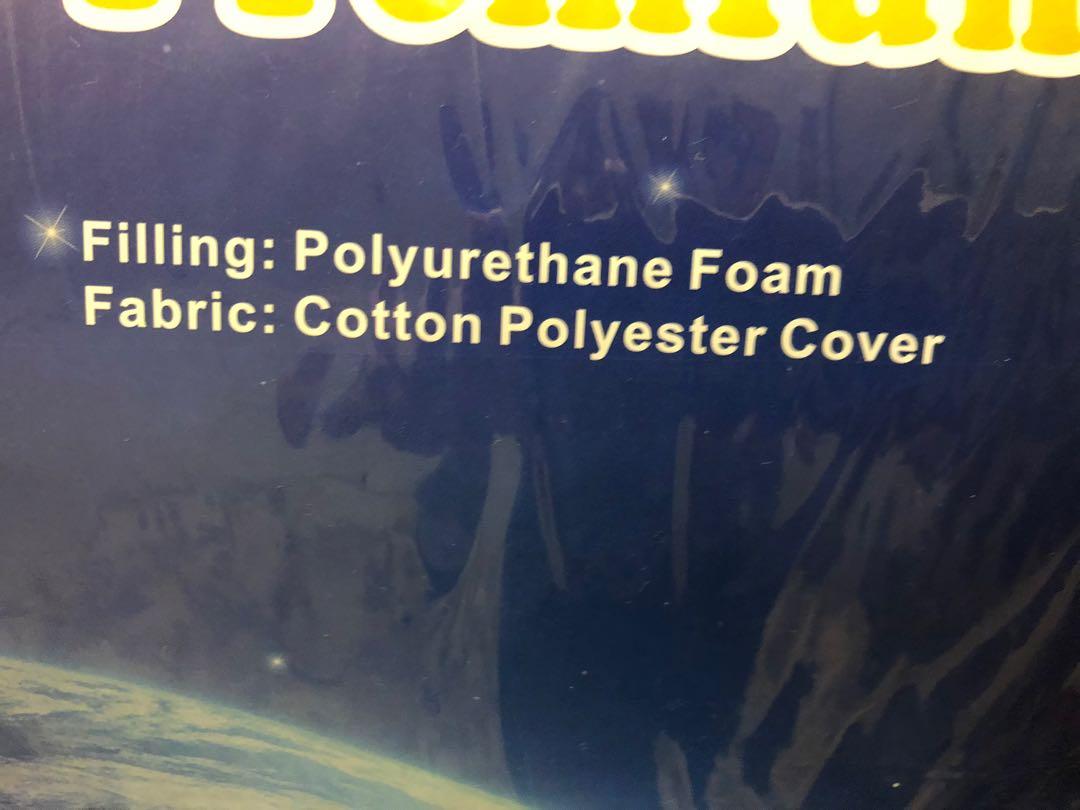 Filling: Polyurethane Foam
Fabric: Cotton Polyester Cover